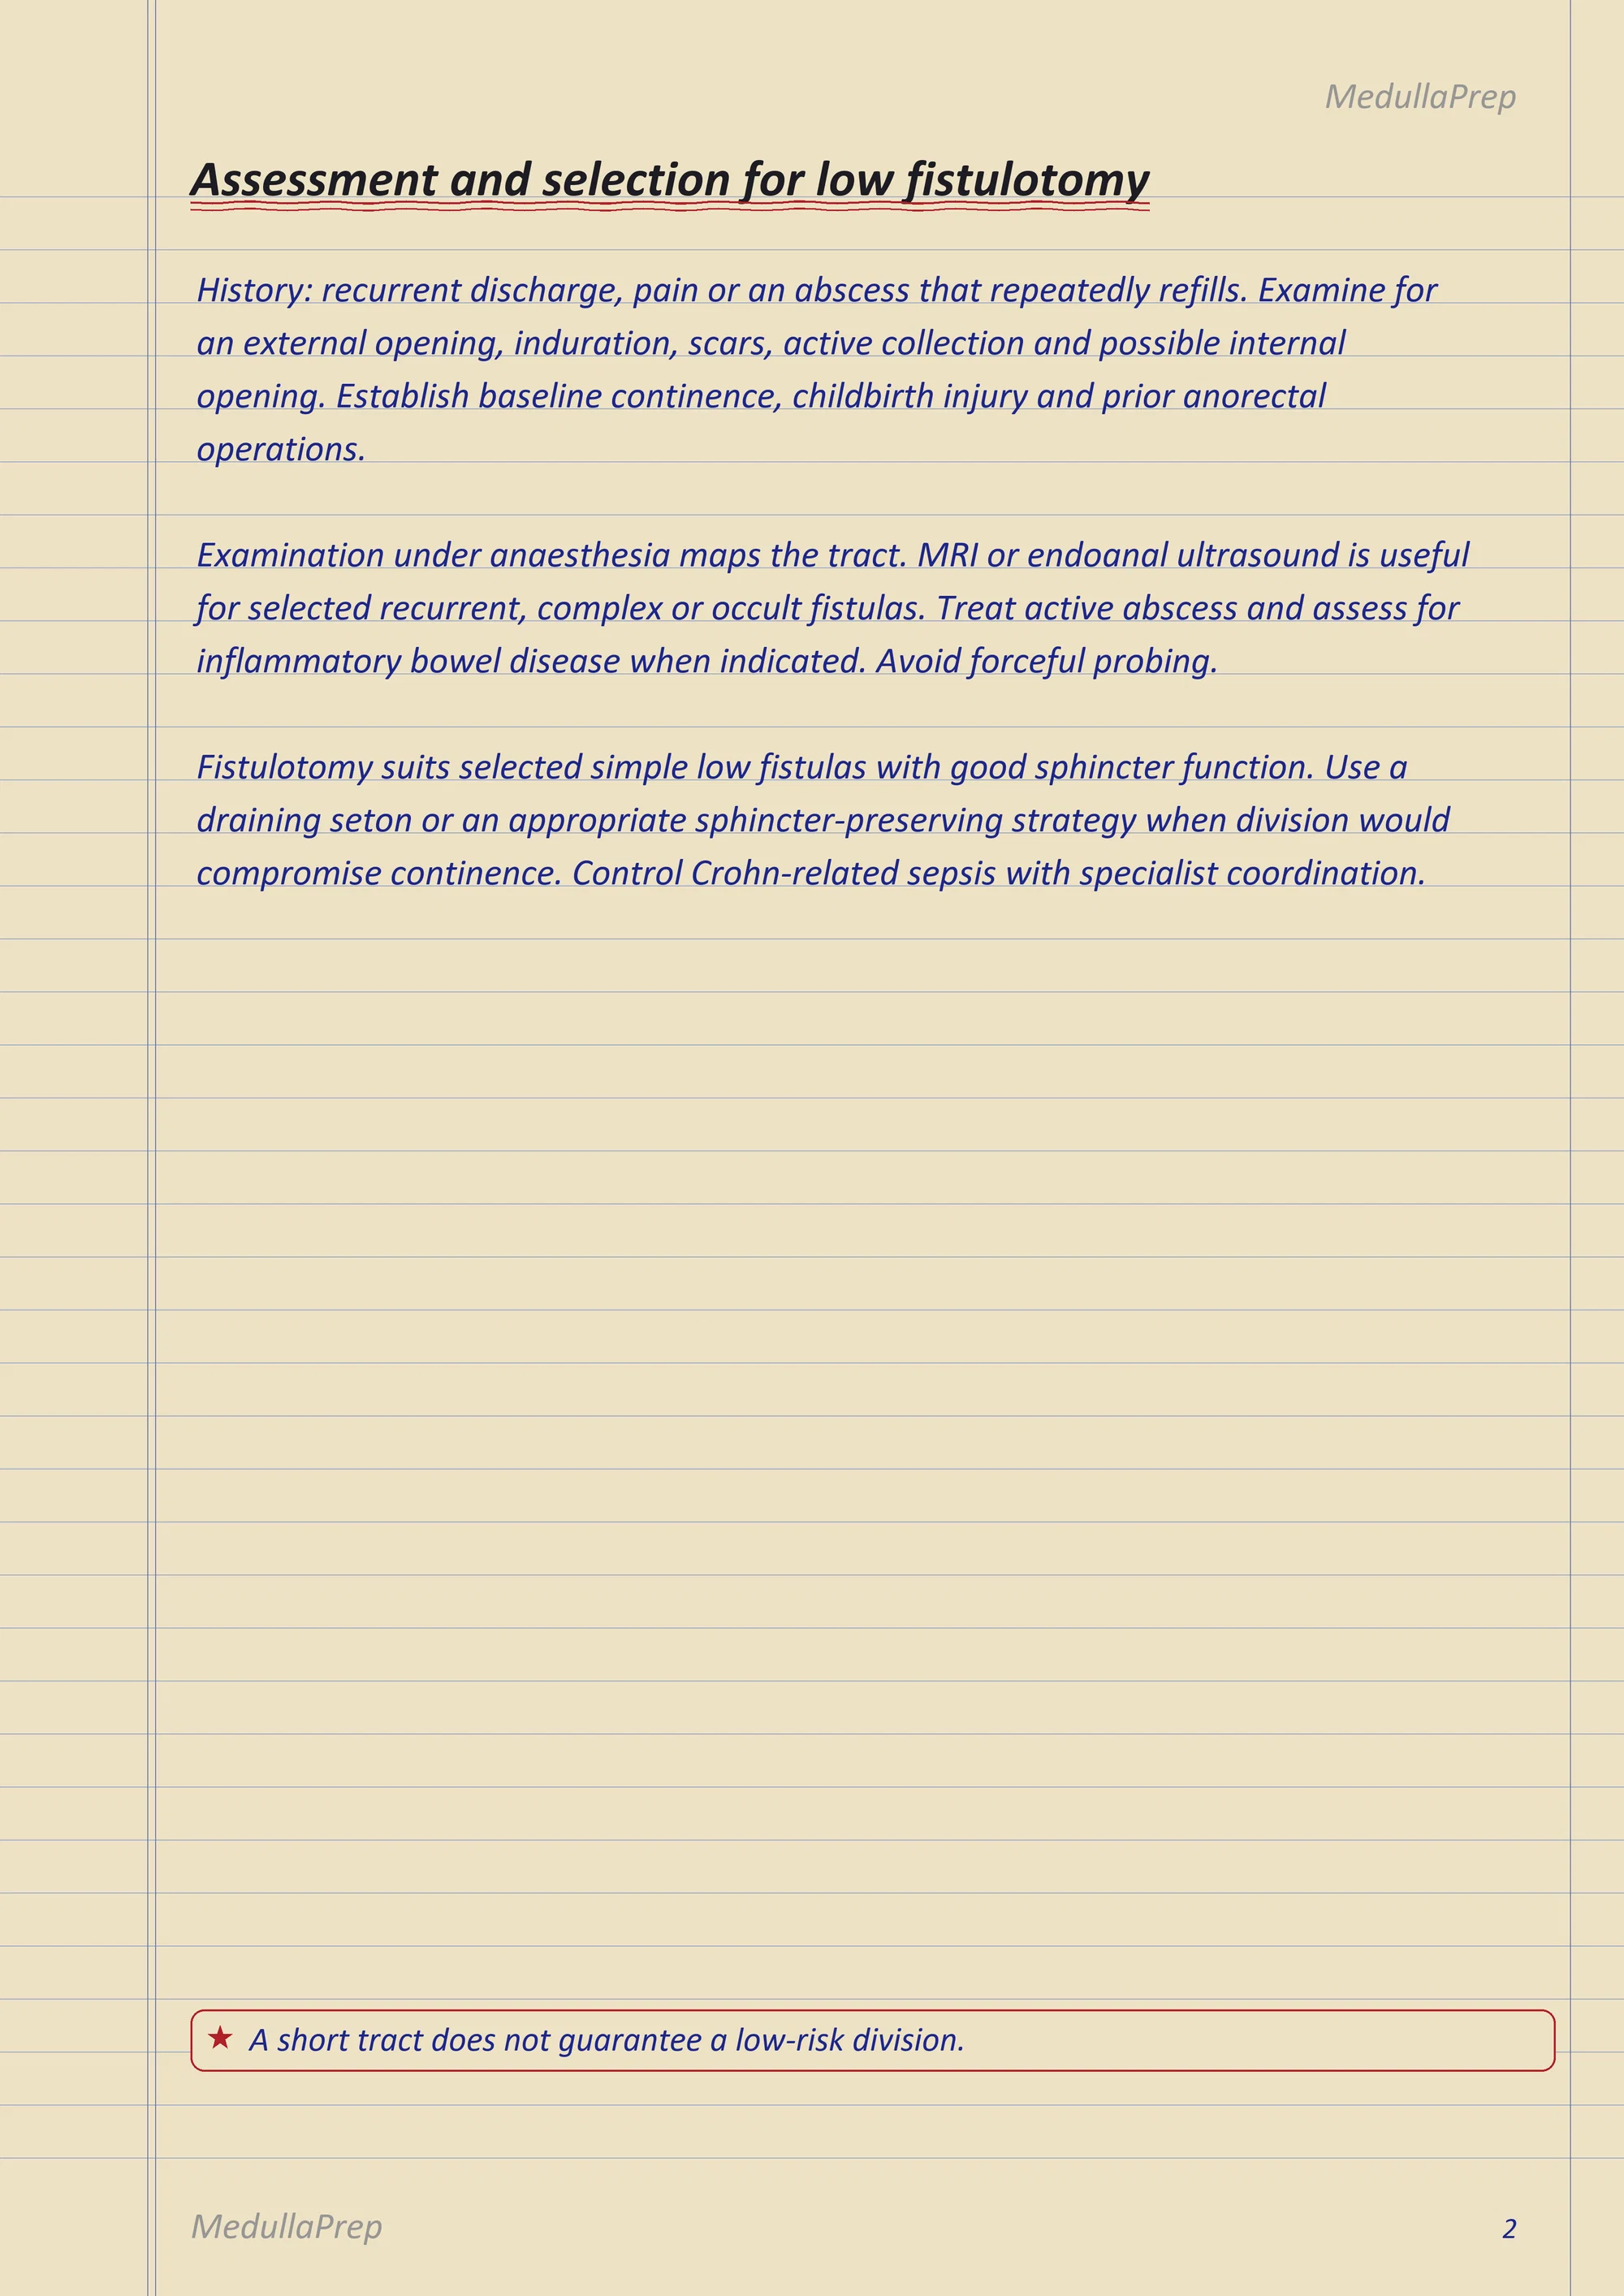 MedullaPrep
Assessment and selection for low fistulotomy
History: recurrent discharge, pain or an abscess that repeatedly refills. Examine for
an external opening, induration, scars, active collection and possible internal
opening. Establish baseline continence, childbirth injury and prior anorectal
operations.
Examination under anaesthesia maps the tract. MRI or endoanal ultrasound is useful
for selected recurrent, complex or occult fistulas. Treat active abscess and assess for
inflammatory bowel disease when indicated. Avoid forceful probing.
Fistulotomy suits selected simple low fistulas with good sphincter function. Use a
draining seton or an appropriate sphincter-preserving strategy when division would
compromise continence. Control Crohn-related sepsis with specialist coordination.
★ A short tract does not guarantee a low-risk division.
MedullaPrep
2